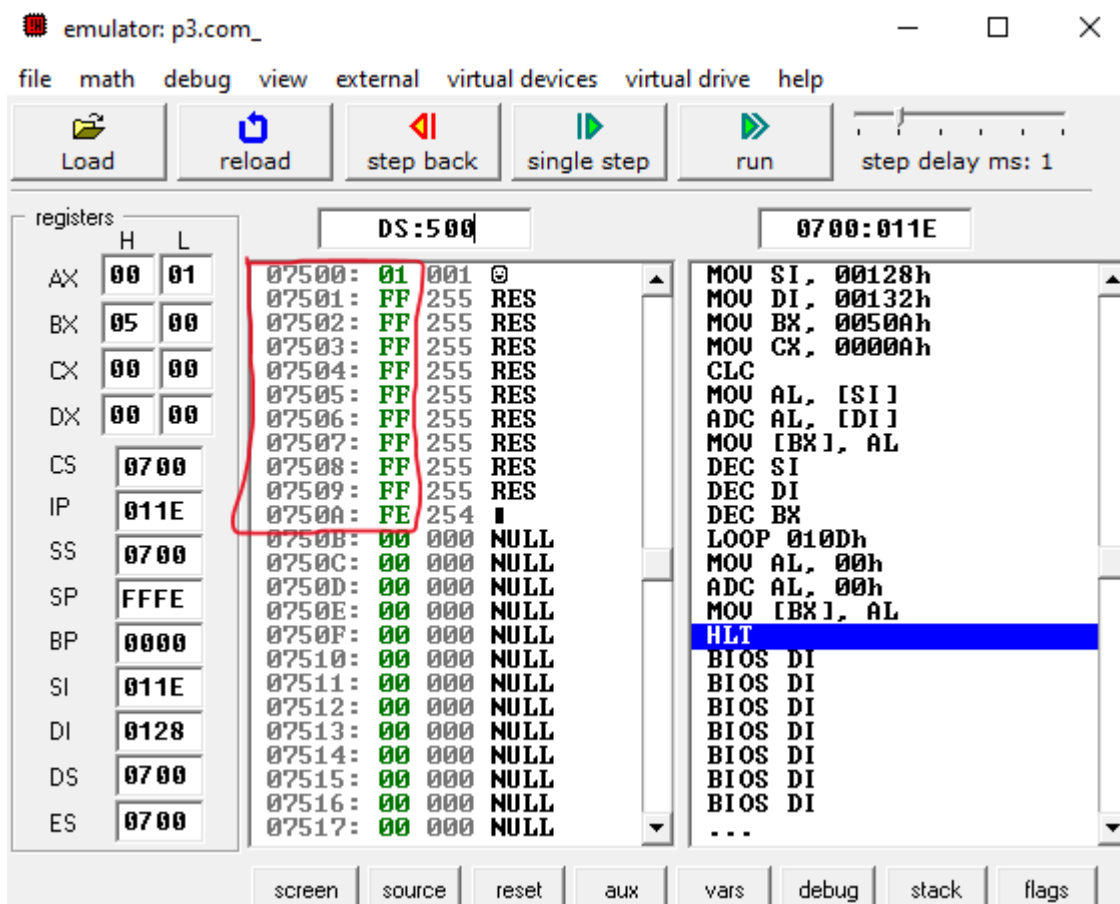 emulator: p3.com_
file math debug view external virtual devices virtual drive help
Load reload step back single step run step delay ms: 1
registers
H L
AX 00 01
BX 05 00
CX 00 00
DX 00 00
CS 0700
IP 011E
SS 0700
SP FFFE
BP 0000
SI 011E
DI 0128
DS 0700
ES 0700
DS:500
07500: 01 001 ☺
07501: FF 255 RES
07502: FF 255 RES
07503: FF 255 RES
07504: FF 255 RES
07505: FF 255 RES
07506: FF 255 RES
07507: FF 255 RES
07508: FF 255 RES
07509: FF 255 RES
0750A: FE 254 ■
0750B: 00 000 NULL
0750C: 00 000 NULL
0750D: 00 000 NULL
0750E: 00 000 NULL
0750F: 00 000 NULL
07510: 00 000 NULL
07511: 00 000 NULL
07512: 00 000 NULL
07513: 00 000 NULL
07514: 00 000 NULL
07515: 00 000 NULL
07516: 00 000 NULL
07517: 00 000 NULL
0700:011E
MOV SI, 00128h
MOV DI, 00132h
MOV BX, 0050Ah
MOV CX, 0000Ah
CLC
MOV AL, [SI]
ADC AL, [DI]
MOV [BX], AL
DEC SI
DEC DI
DEC BX
LOOP 010Dh
MOV AL, 00h
ADC AL, 00h
MOV [BX], AL
HLT
BIOS DI
BIOS DI
BIOS DI
BIOS DI
BIOS DI
BIOS DI
BIOS DI
...
screen source reset aux vars debug stack flags